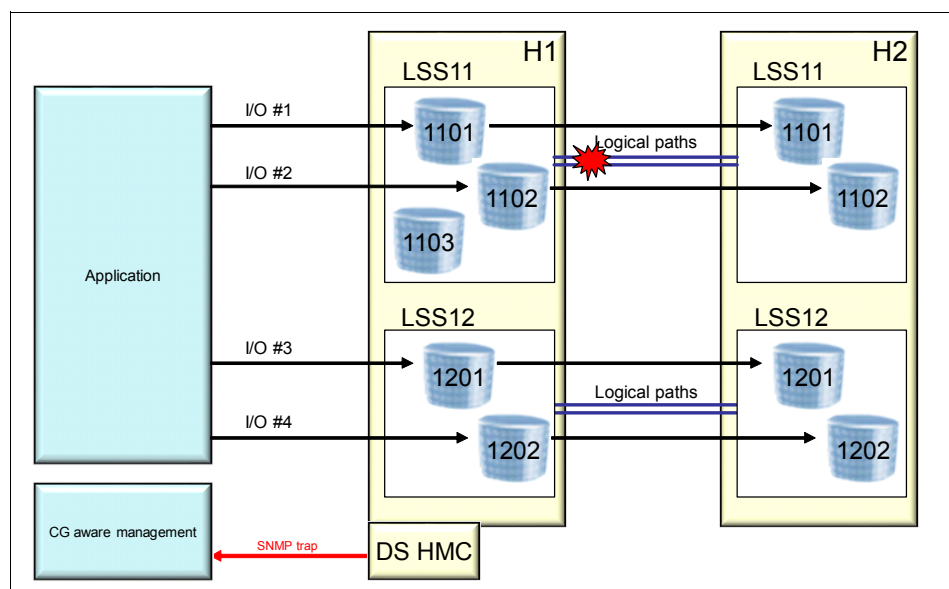 H1
H2
LSS11
LSS11
I/O #1
1101
1101
Logical paths
I/O #2
1102
1102
1103
Application
LSS12
LSS12
I/O #3
1201
1201
Logical paths
I/O #4
1202
1202
CG aware management
SNMP trap
DS HMC